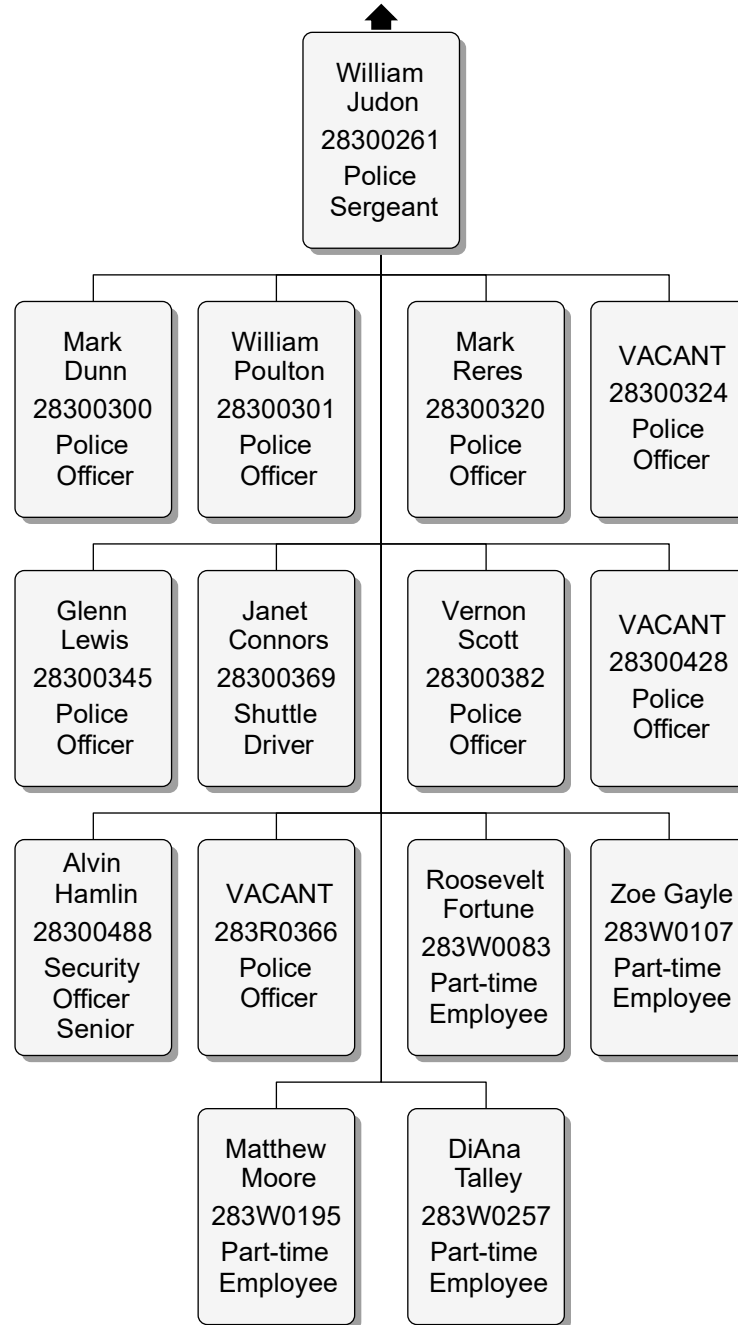 William
Judon
28300261
Police
Sergeant
Mark
Dunn
28300300
Police
Officer
William
Poulton
28300301
Police
Officer
Mark
Reres
28300320
Police
Officer
VACANT
28300324
Police
Officer
Glenn
Lewis
28300345
Police
Officer
Janet
Connors
28300369
Shuttle
Driver
Vernon
Scott
28300382
Police
Officer
VACANT
28300428
Police
Officer
Alvin
Hamlin
28300488
Security
Officer
Senior
VACANT
283R0366
Police
Officer
Roosevelt
Fortune
283W0083
Part-time
Employee
Zoe Gayle
283W0107
Part-time
Employee
Matthew
Moore
283W0195
Part-time
Employee
DiAna
Talley
283W0257
Part-time
Employee